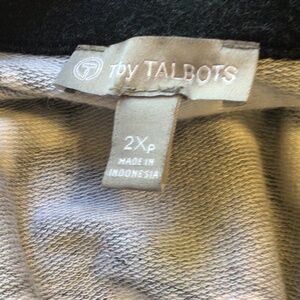 T by TALBOTS
2XP
MADE IN
INDONESIA